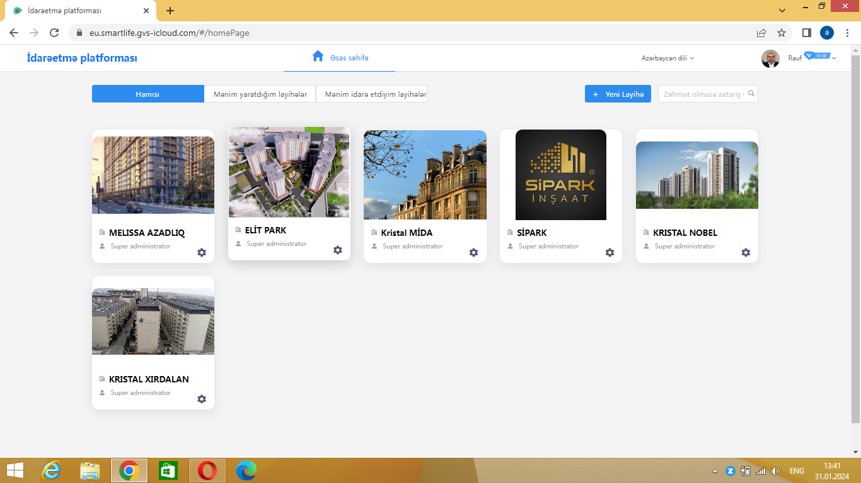 İdarəetmə platforması
eu.smartlife.gvs-icloud.com/#/homePage
a
İdarəetmə platforması
Əsas səhifə
Azərbaycan dili
Rauf
Hamısı
Mənim yaratdığım layihələr
Mənim idarə etdiyim layihələr
+ Yeni Layihə
Zəhmət olmasa axtarış
MELISSA AZADLIQ
Super administrator
ELİT PARK
Super administrator
Kristal MİDA
Super administrator
SİPARK
İNŞAAT
SİPARK
Super administrator
KRISTAL NOBEL
Super administrator
KRISTAL XIRDALAN
Super administrator
ENG
13:41
31.01.2024